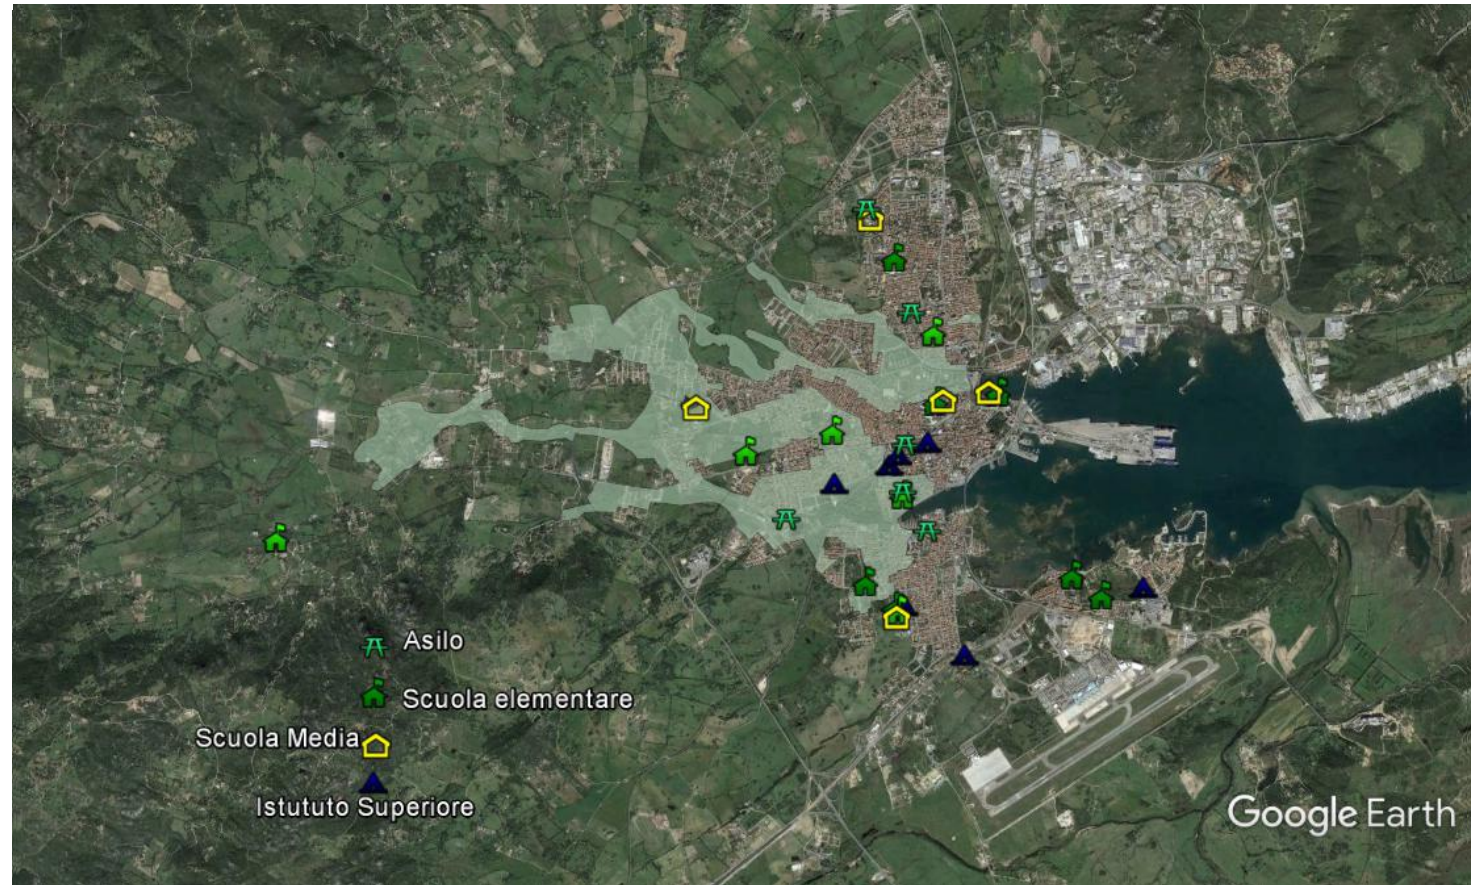 Asilo
Scuola elementare
Scuola Media
Istututo Superiore
Google Earth